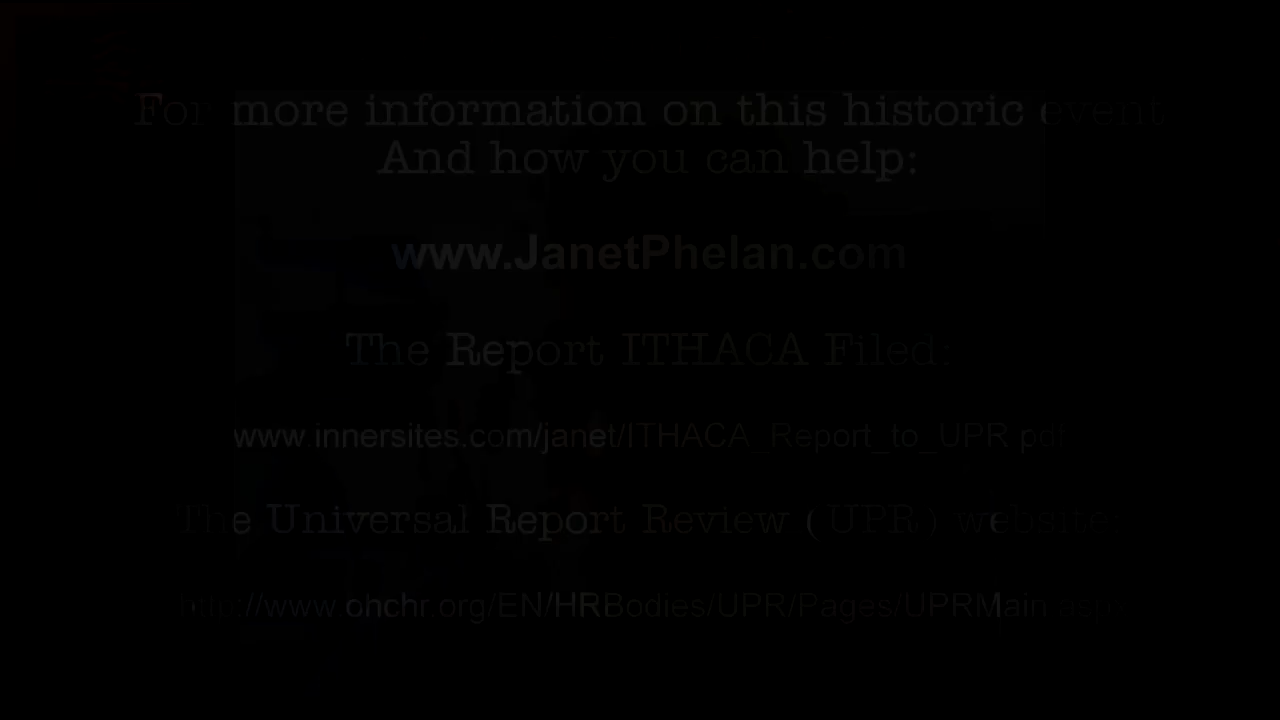 For more information on this historic event
And how you can help:
www.JanetPhelan.com
The Report ITHACA Filed:
www.innersites.com/janet/ITHACA_Report_to_UPR.pdf
The Universal Report Review (UPR) website:
http://www.ohchr.org/EN/HRBodies/UPR/Pages/UPRMain.asp